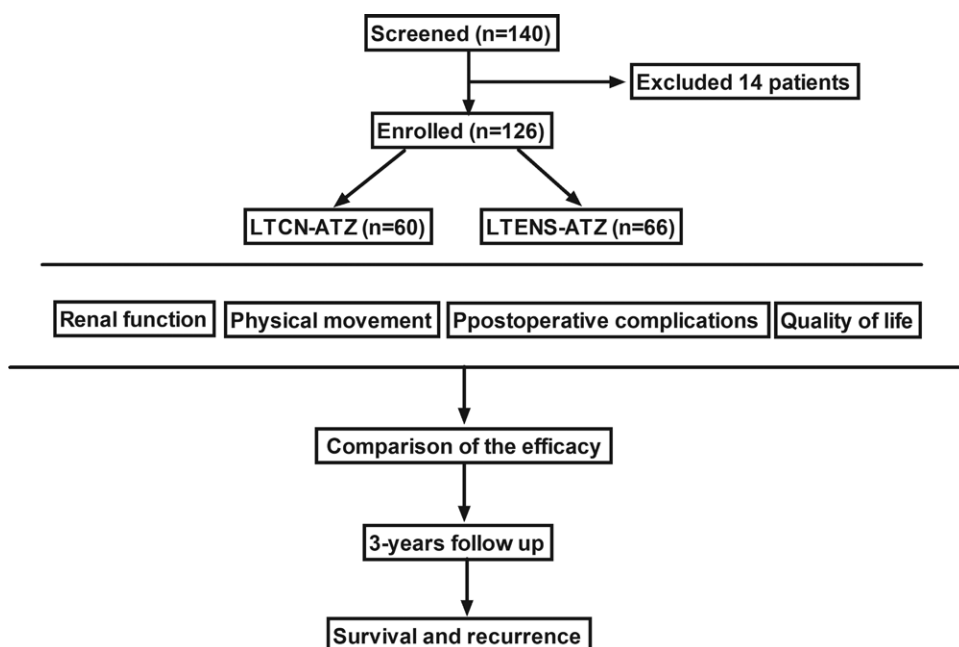 Screened (n=140)
Excluded 14 patients
Enrolled (n=126)
LTCN-ATZ (n=60)
LTENS-ATZ (n=66)
Renal function
Physical movement
Ppostoperative complications
Quality of life
Comparison of the efficacy
3-years follow up
Survival and recurrence